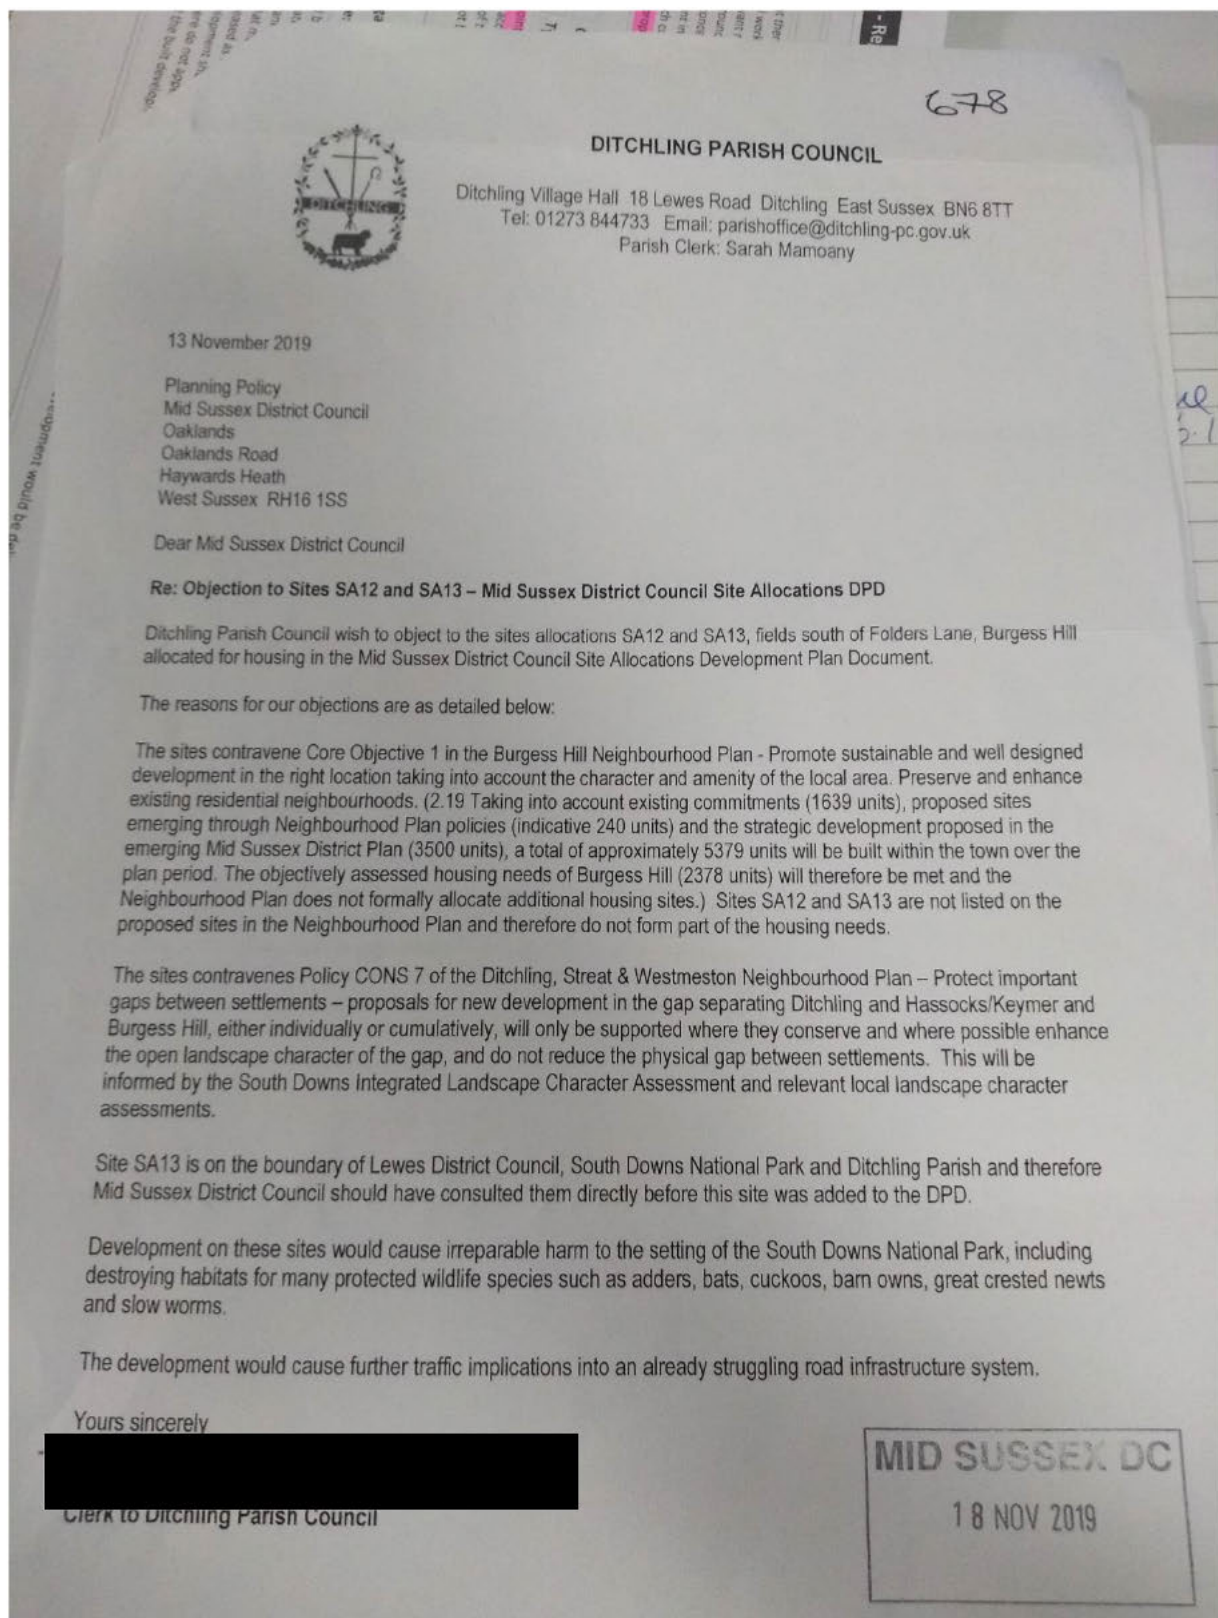 678
DITCHLING PARISH COUNCIL
Ditchling Village Hall 18 Lewes Road Ditchling East Sussex BN6 8TT
Tel: 01273 844733 Email: parishoffice@ditchling-pc.gov.uk
Parish Clerk: Sarah Mamoany
DITCHLING
13 November 2019
Planning Policy
Mid Sussex District Council
Oaklands
Oaklands Road
Haywards Heath
West Sussex RH16 1SS
Dear Mid Sussex District Council
Re: Objection to Sites SA12 and SA13 – Mid Sussex District Council Site Allocations DPD
Ditchling Parish Council wish to object to the sites allocations SA12 and SA13, fields south of Folders Lane, Burgess Hill
allocated for housing in the Mid Sussex District Council Site Allocations Development Plan Document.
The reasons for our objections are as detailed below:
The sites contravene Core Objective 1 in the Burgess Hill Neighbourhood Plan - Promote sustainable and well designed
development in the right location taking into account the character and amenity of the local area. Preserve and enhance
existing residential neighbourhoods. (2.19 Taking into account existing commitments (1639 units), proposed sites
emerging through Neighbourhood Plan policies (indicative 240 units) and the strategic development proposed in the
emerging Mid Sussex District Plan (3500 units), a total of approximately 5379 units will be built within the town over the
plan period. The objectively assessed housing needs of Burgess Hill (2378 units) will therefore be met and the
Neighbourhood Plan does not formally allocate additional housing sites.) Sites SA12 and SA13 are not listed on the
proposed sites in the Neighbourhood Plan and therefore do not form part of the housing needs.
The sites contravenes Policy CONS 7 of the Ditchling, Streat & Westmeston Neighbourhood Plan – Protect important
gaps between settlements – proposals for new development in the gap separating Ditchling and Hassocks/Keymer and
Burgess Hill, either individually or cumulatively, will only be supported where they conserve and where possible enhance
the open landscape character of the gap, and do not reduce the physical gap between settlements. This will be
informed by the South Downs Integrated Landscape Character Assessment and relevant local landscape character
assessments.
Site SA13 is on the boundary of Lewes District Council, South Downs National Park and Ditchling Parish and therefore
Mid Sussex District Council should have consulted them directly before this site was added to the DPD.
Development on these sites would cause irreparable harm to the setting of the South Downs National Park, including
destroying habitats for many protected wildlife species such as adders, bats, cuckoos, barn owns, great crested newts
and slow worms.
The development would cause further traffic implications into an already struggling road infrastructure system.
Yours sincerely
Clerk to Ditchling Parish Council
MID SUSSEX DC
18 NOV 2019